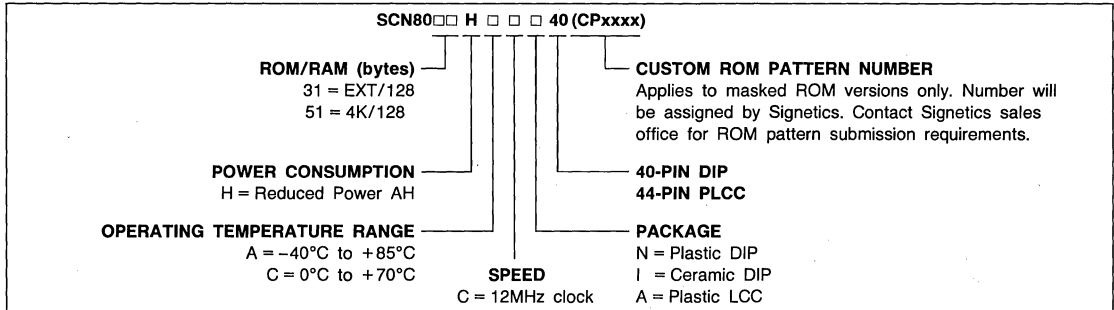 SCN80□□ H □ □ □ 40 (CPxxxx)
ROM/RAM (bytes)
31 = EXT/128
51 = 4K/128
CUSTOM ROM PATTERN NUMBER
Applies to masked ROM versions only. Number will
be assigned by Signetics. Contact Signetics sales
office for ROM pattern submission requirements.
POWER CONSUMPTION
H = Reduced Power AH
40-PIN DIP
44-PIN PLCC
OPERATING TEMPERATURE RANGE
A = −40°C to +85°C
C = 0°C to +70°C
SPEED
C = 12MHz clock
PACKAGE
N = Plastic DIP
I = Ceramic DIP
A = Plastic LCC